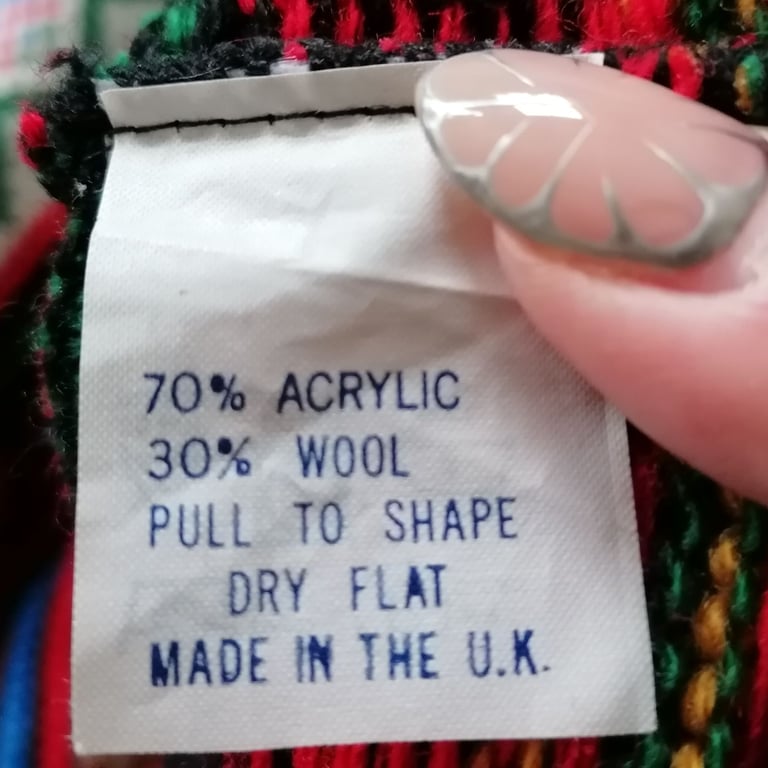 70% ACRYLIC
30% WOOL
PULL TO SHAPE
DRY FLAT
MADE IN THE U.K.